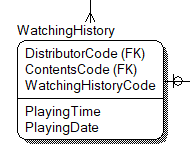 WatchingHistory
DistributorCode (FK)
ContentsCode (FK)
WatchingHistoryCode
PlayingTime
PlayingDate